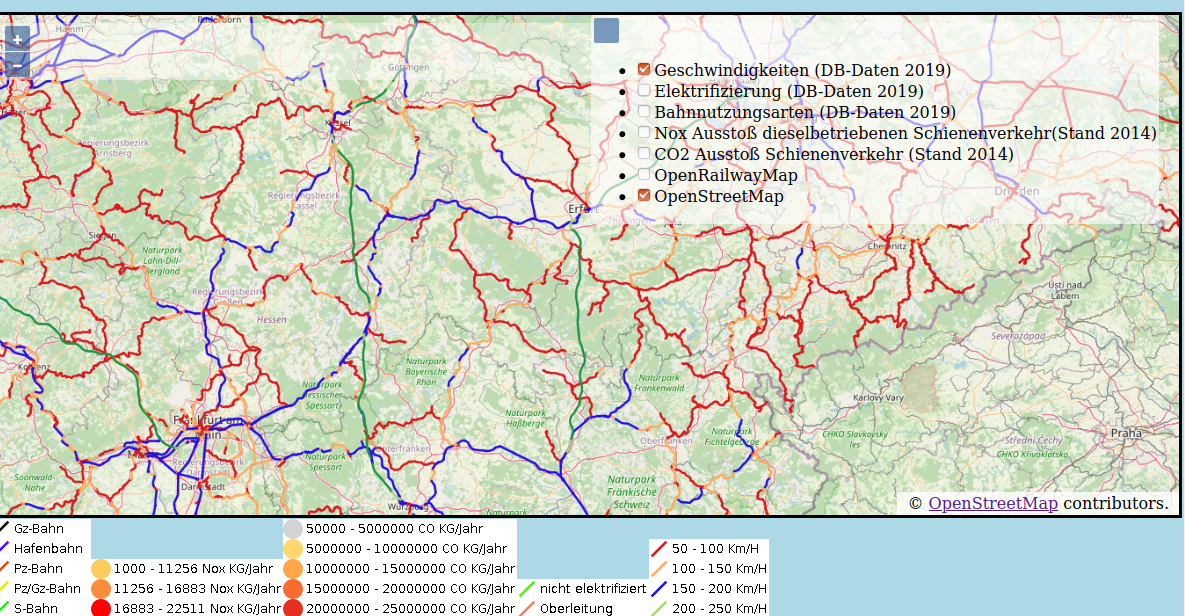 Paderborn
Hamm
+
Göttingen
Geschwindigkeiten (DB-Daten 2019)
Elektrifizierung (DB-Daten 2019)
Bahnnutzungsarten (DB-Daten 2019)
Nox Ausstoß dieselbetriebenen Schienenverkehr(Stand 2014)
CO2 Ausstoß Schienenverkehr (Stand 2014)
OpenRailwayMap
OpenStreetMap
Kassel
Regierungsbezirk
Arnsberg
Regierungsbezirk
Kassel
Dresden
Erfurt
Thüringen
Jena
Sachsen
Siegen
Chemnitz
Naturpark
Lahn-Dill-
Bergland
Regierungsbezirk
Gießen
Hessen
Ústí nad
Labem
Severozápad
Koblenz
Naturpark
Bayerische
Rhön
Naturpark
Hessischer
Spessart
Naturpark
Frankenwald
Karlovy Vary
Naturpark
Haßberge
Frankfurt am
Main
Unterfranken
Oberfranken
Naturpark
Fichtelgebirge
CHKO Slavkovský
les
Praha
Střední Čechy
CHKO Křivoklátsko
Regierungsbezirk
Darmstadt
Naturpark
Spessart
Soonwald-
Nahe
Darmstadt
Naturpark
Fränkische
Schweiz
Würzburg
Naturpark
© OpenStreetMap contributors.
Gz-Bahn
Hafenbahn
Pz-Bahn
Pz/Gz-Bahn
S-Bahn
1000 - 11256 Nox KG/Jahr
11256 - 16883 Nox KG/Jahr
16883 - 22511 Nox KG/Jahr
50000 - 5000000 CO KG/Jahr
5000000 - 10000000 CO KG/Jahr
10000000 - 15000000 CO KG/Jahr
15000000 - 20000000 CO KG/Jahr
20000000 - 25000000 CO KG/Jahr
nicht elektrifiziert
Oberleitung
50 - 100 Km/H
100 - 150 Km/H
150 - 200 Km/H
200 - 250 Km/H